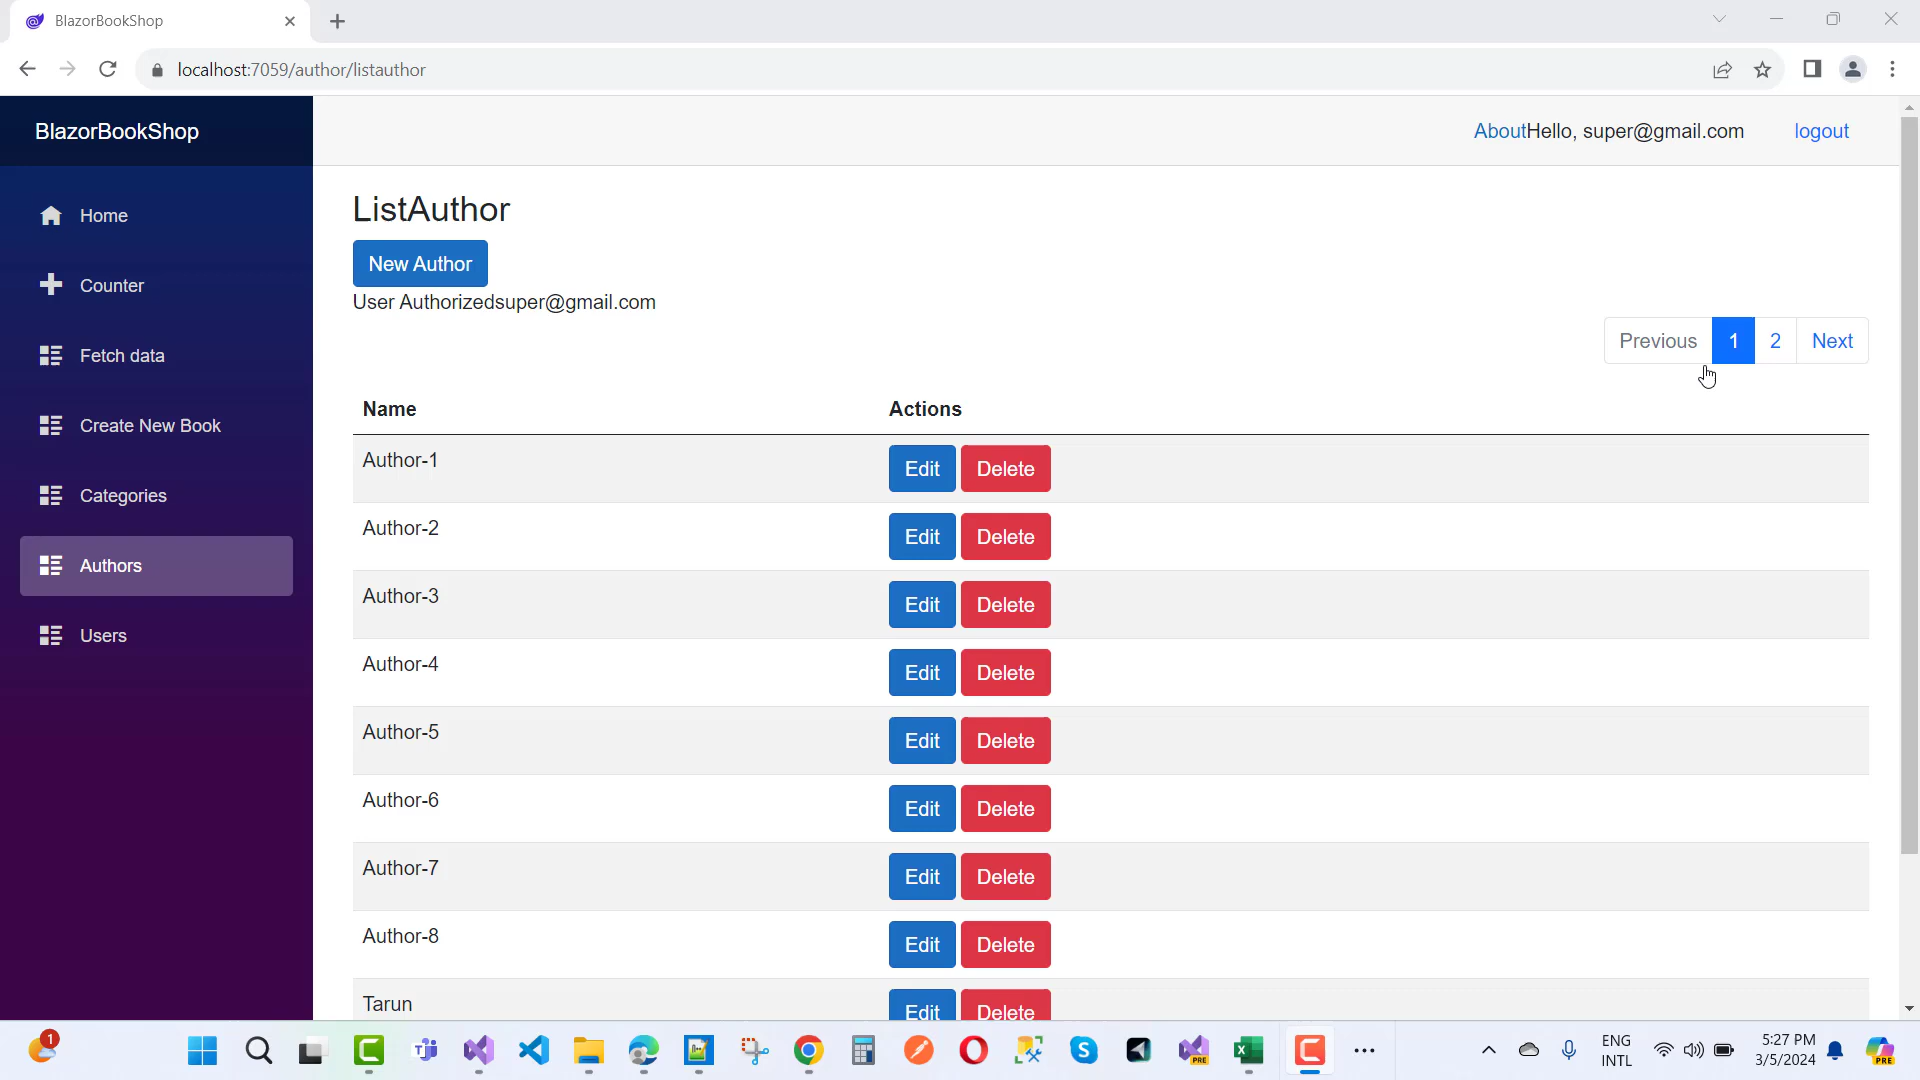 BlazorBookShop
localhost:7059/author/listauthor
BlazorBookShop
AboutHello, super@gmail.com logout
Home
Counter
Fetch data
Create New Book
Categories
Authors
Users
ListAuthor
New Author
User Authorizedsuper@gmail.com
Previous 1 2 Next
Name Actions
Author-1 Edit Delete
Author-2 Edit Delete
Author-3 Edit Delete
Author-4 Edit Delete
Author-5 Edit Delete
Author-6 Edit Delete
Author-7 Edit Delete
Author-8 Edit Delete
Tarun Edit Delete
1
ENG
INTL
5:27 PM
3/5/2024
PRE
PRE